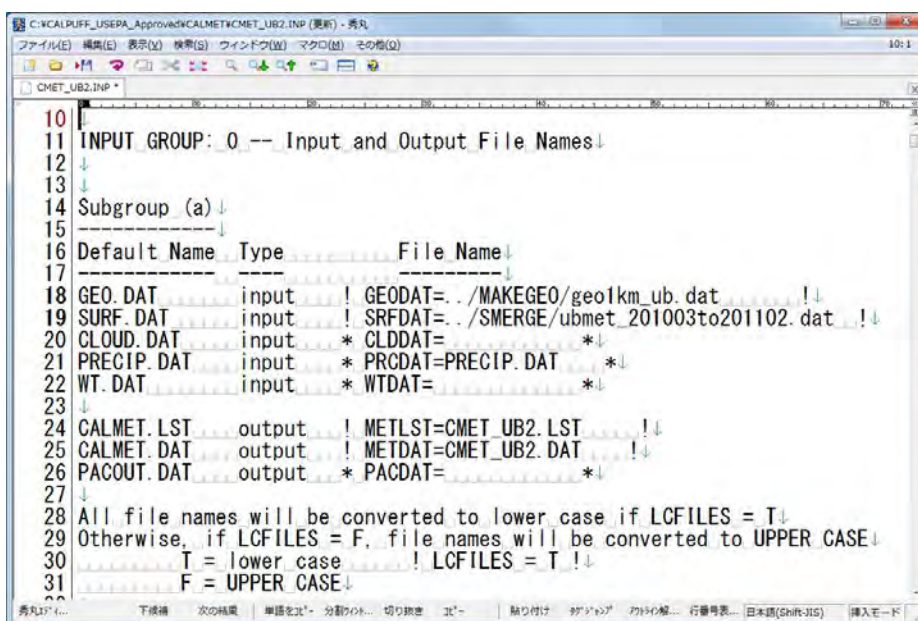 C:¥CALPUFF_USEPA_Approved¥CALMET¥CMET_UB2.INP (更新) - 秀丸
ファイル(F) 編集(E) 表示(V) 検索(S) ウィンドウ(W) マクロ(M) その他(O) 10: 1
CMET_UB2.INP *
10
11 INPUT GROUP: 0 -- Input and Output File Names↓
12 ↓
13 ↓
14 Subgroup (a)↓
15 ------------↓
16 Default Name Type File Name↓
17 ------------ ---- ---------↓
18 GEO.DAT input ! GEODAT=../MAKEGEO/geo1km_ub.dat !↓
19 SURF.DAT input ! SRFDAT=../SMERGE/ubmet_201003to201102.dat !↓
20 CLOUD.DAT input * CLDDAT= *↓
21 PRECIP.DAT input * PRCDAT=PRECIP.DAT *↓
22 WT.DAT input * WTDAT= *↓
23 ↓
24 CALMET.LST output ! METLST=CMET_UB2.LST !↓
25 CALMET.DAT output ! METDAT=CMET_UB2.DAT !↓
26 PACOUT.DAT output * PACDAT= *↓
27 ↓
28 All file names will be converted to lower case if LCFILES = T↓
29 Otherwise, if LCFILES = F, file names will be converted to UPPER CASE↓
30 T = lower case ! LCFILES = T !↓
31 F = UPPER CASE↓
下候補 次の結果 単語をｺﾋﾟｰ 分割ｳｨﾝﾄ... 切り抜き ｺﾋﾟｰ 貼り付け ｱｳﾄﾗｲﾝ解... 行番号表... 日本語(Shift-JIS) 挿入モード